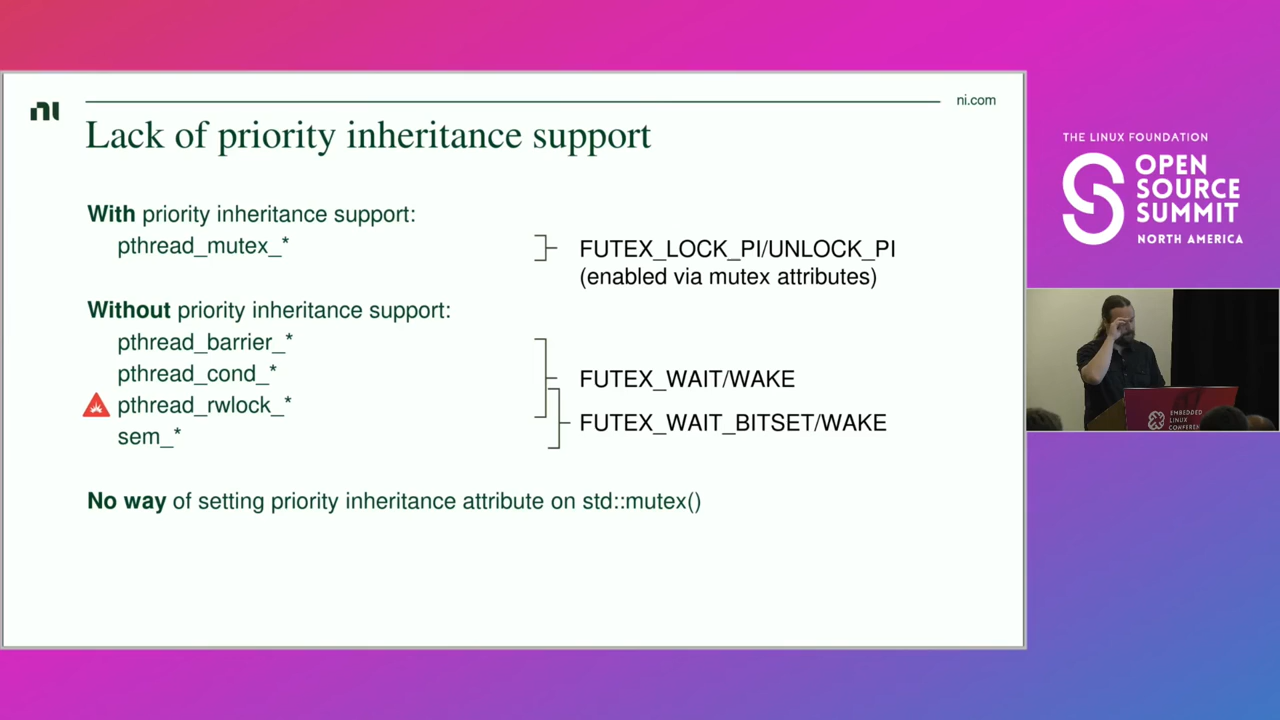 ni
ni.com
Lack of priority inheritance support
With priority inheritance support:
pthread_mutex_*
FUTEX_LOCK_PI/UNLOCK_PI
(enabled via mutex attributes)
Without priority inheritance support:
pthread_barrier_*
pthread_cond_*
pthread_rwlock_*
sem_*
FUTEX_WAIT/WAKE
FUTEX_WAIT_BITSET/WAKE
No way of setting priority inheritance attribute on std::mutex()
THE LINUX FOUNDATION
OPEN
SOURCE
SUMMIT
NORTH AMERICA
EMBEDDED
LINUX